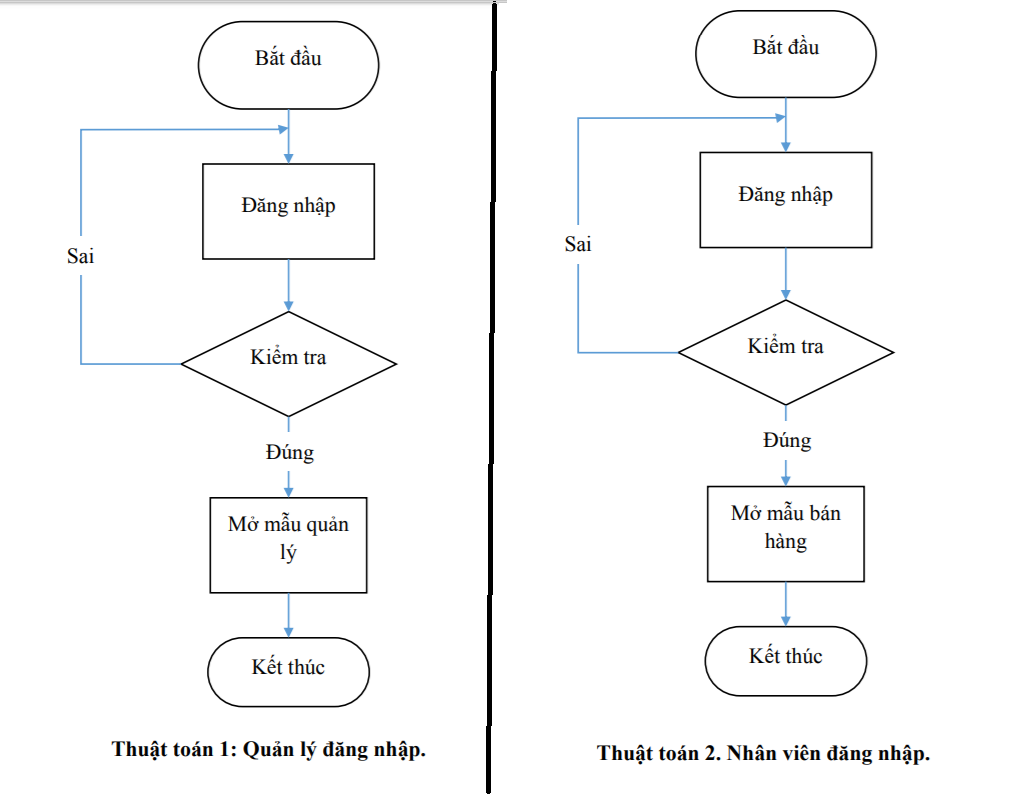 Bắt đầu
Đăng nhập
Sai
Kiểm tra
Đúng
Mở mẫu quản
lý
Kết thúc
Thuật toán 1: Quản lý đăng nhập.
Bắt đầu
Đăng nhập
Sai
Kiểm tra
Đúng
Mở mẫu bán
hàng
Kết thúc
Thuật toán 2. Nhân viên đăng nhập.